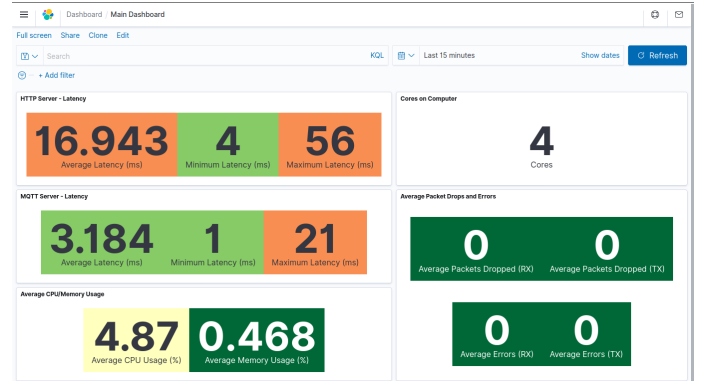 Dashboard / Main Dashboard
Full screen Share Clone Edit
Search KQL Last 15 minutes Show dates Refresh
+ Add filter
HTTP Server - Latency
16.943 4 56
Average Latency (ms) Minimum Latency (ms) Maximum Latency (ms)
Cores on Computer
4
Cores
MQTT Server - Latency
3.184 1 21
Average Latency (ms) Minimum Latency (ms) Maximum Latency (ms)
Average Packet Drops and Errors
0 0
Average Packets Dropped (RX) Average Packets Dropped (TX)
0 0
Average Errors (RX) Average Errors (TX)
Average CPU/Memory Usage
4.87 0.468
Average CPU Usage (%) Average Memory Usage (%)